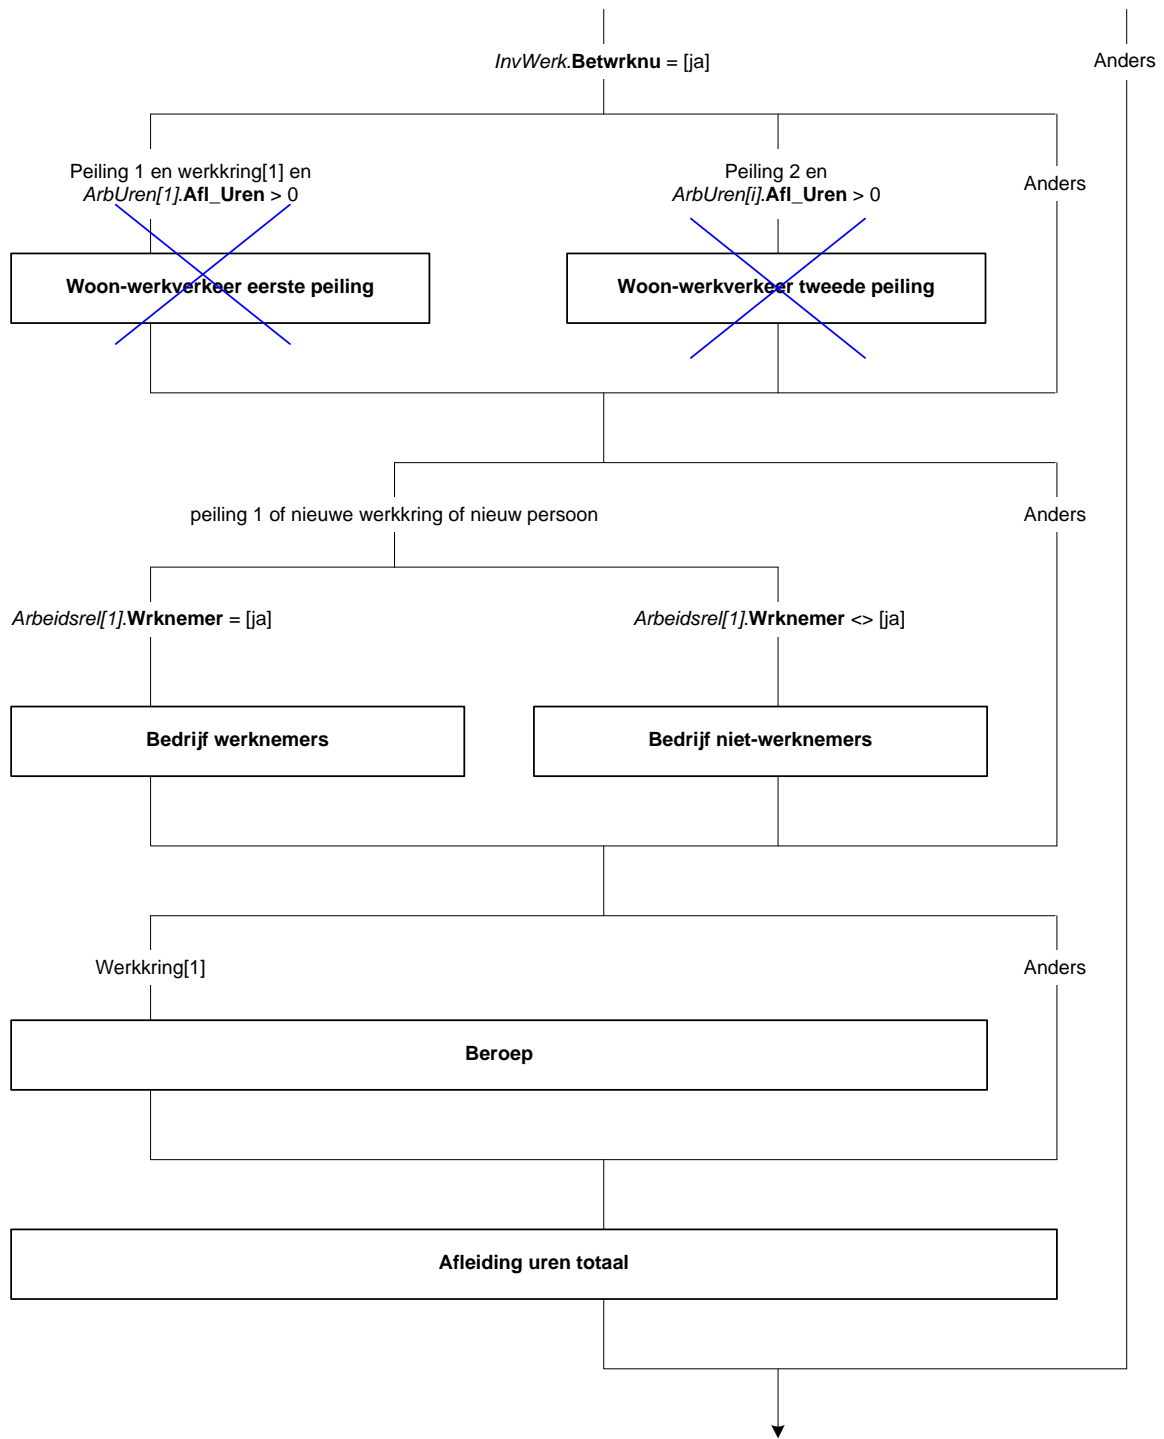 InvWerk.Betwrknu = [ja]
Anders
Peiling 1 en werkkring[1] en
ArbUren[1].Afl_Uren > 0
Peiling 2 en
ArbUren[i].Afl_Uren > 0
Anders
Woon-werkverkeer eerste peiling
Woon-werkverkeer tweede peiling
peiling 1 of nieuwe werkkring of nieuw persoon
Anders
Arbeidsrel[1].Wrknemer = [ja]
Arbeidsrel[1].Wrknemer <> [ja]
Bedrijf werknemers
Bedrijf niet-werknemers
Werkkring[1]
Anders
Beroep
Afleiding uren totaal